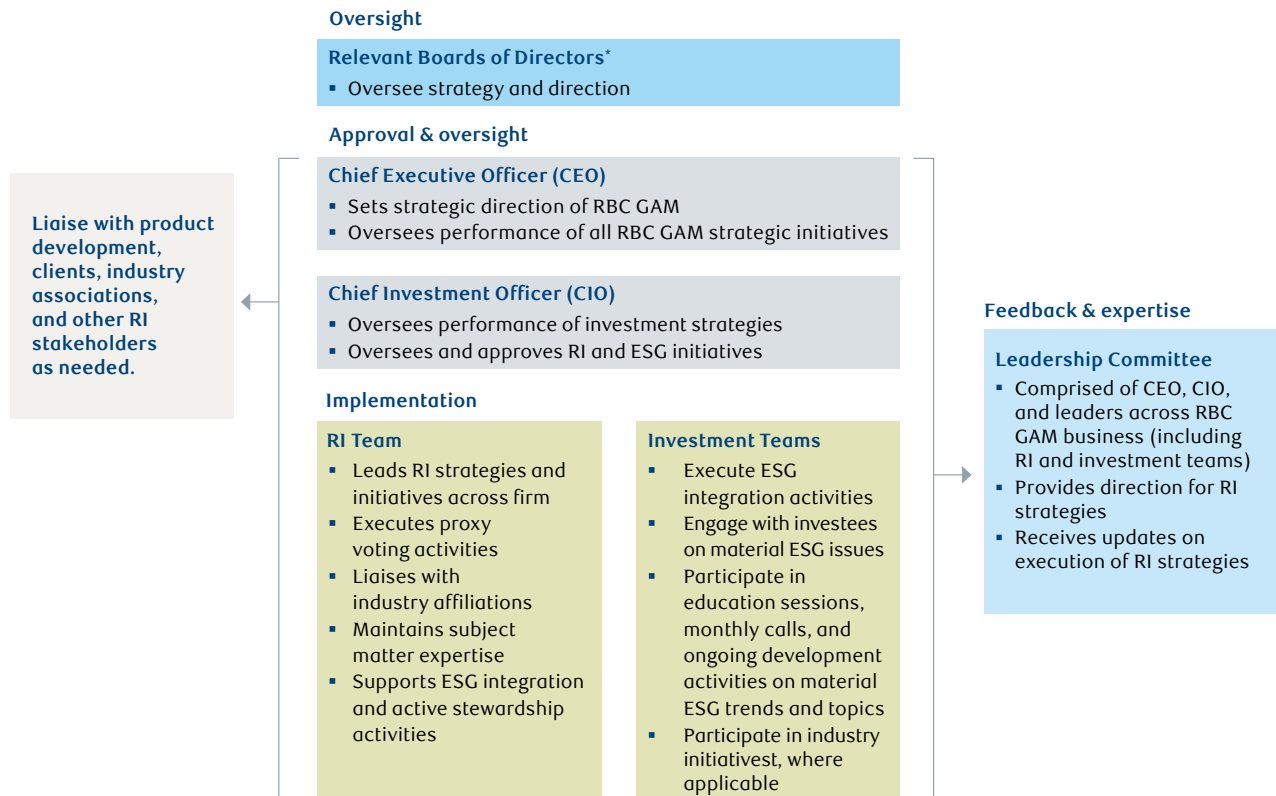 Oversight
Relevant Boards of Directors*
▪ Oversee strategy and direction
Approval & oversight
Chief Executive Officer (CEO)
▪ Sets strategic direction of RBC GAM
▪ Oversees performance of all RBC GAM strategic initiatives
Liaise with product
development,
clients, industry
associations,
and other RI
stakeholders
as needed.
Chief Investment Officer (CIO)
▪ Oversees performance of investment strategies
▪ Oversees and approves RI and ESG initiatives
Implementation
RI Team
▪ Leads RI strategies and
initiatives across firm
▪ Executes proxy
voting activities
▪ Liaises with
industry affiliations
▪ Maintains subject
matter expertise
▪ Supports ESG integration
and active stewardship
activities
Investment Teams
▪ Execute ESG
integration activities
▪ Engage with investees
on material ESG issues
▪ Participate in
education sessions,
monthly calls, and
ongoing development
activities on material
ESG trends and topics
▪ Participate in industry
initiativest, where
applicable
Feedback & expertise
Leadership Committee
▪ Comprised of CEO, CIO,
and leaders across RBC
GAM business (including
RI and investment teams)
▪ Provides direction for RI
strategies
▪ Receives updates on
execution of RI strategies